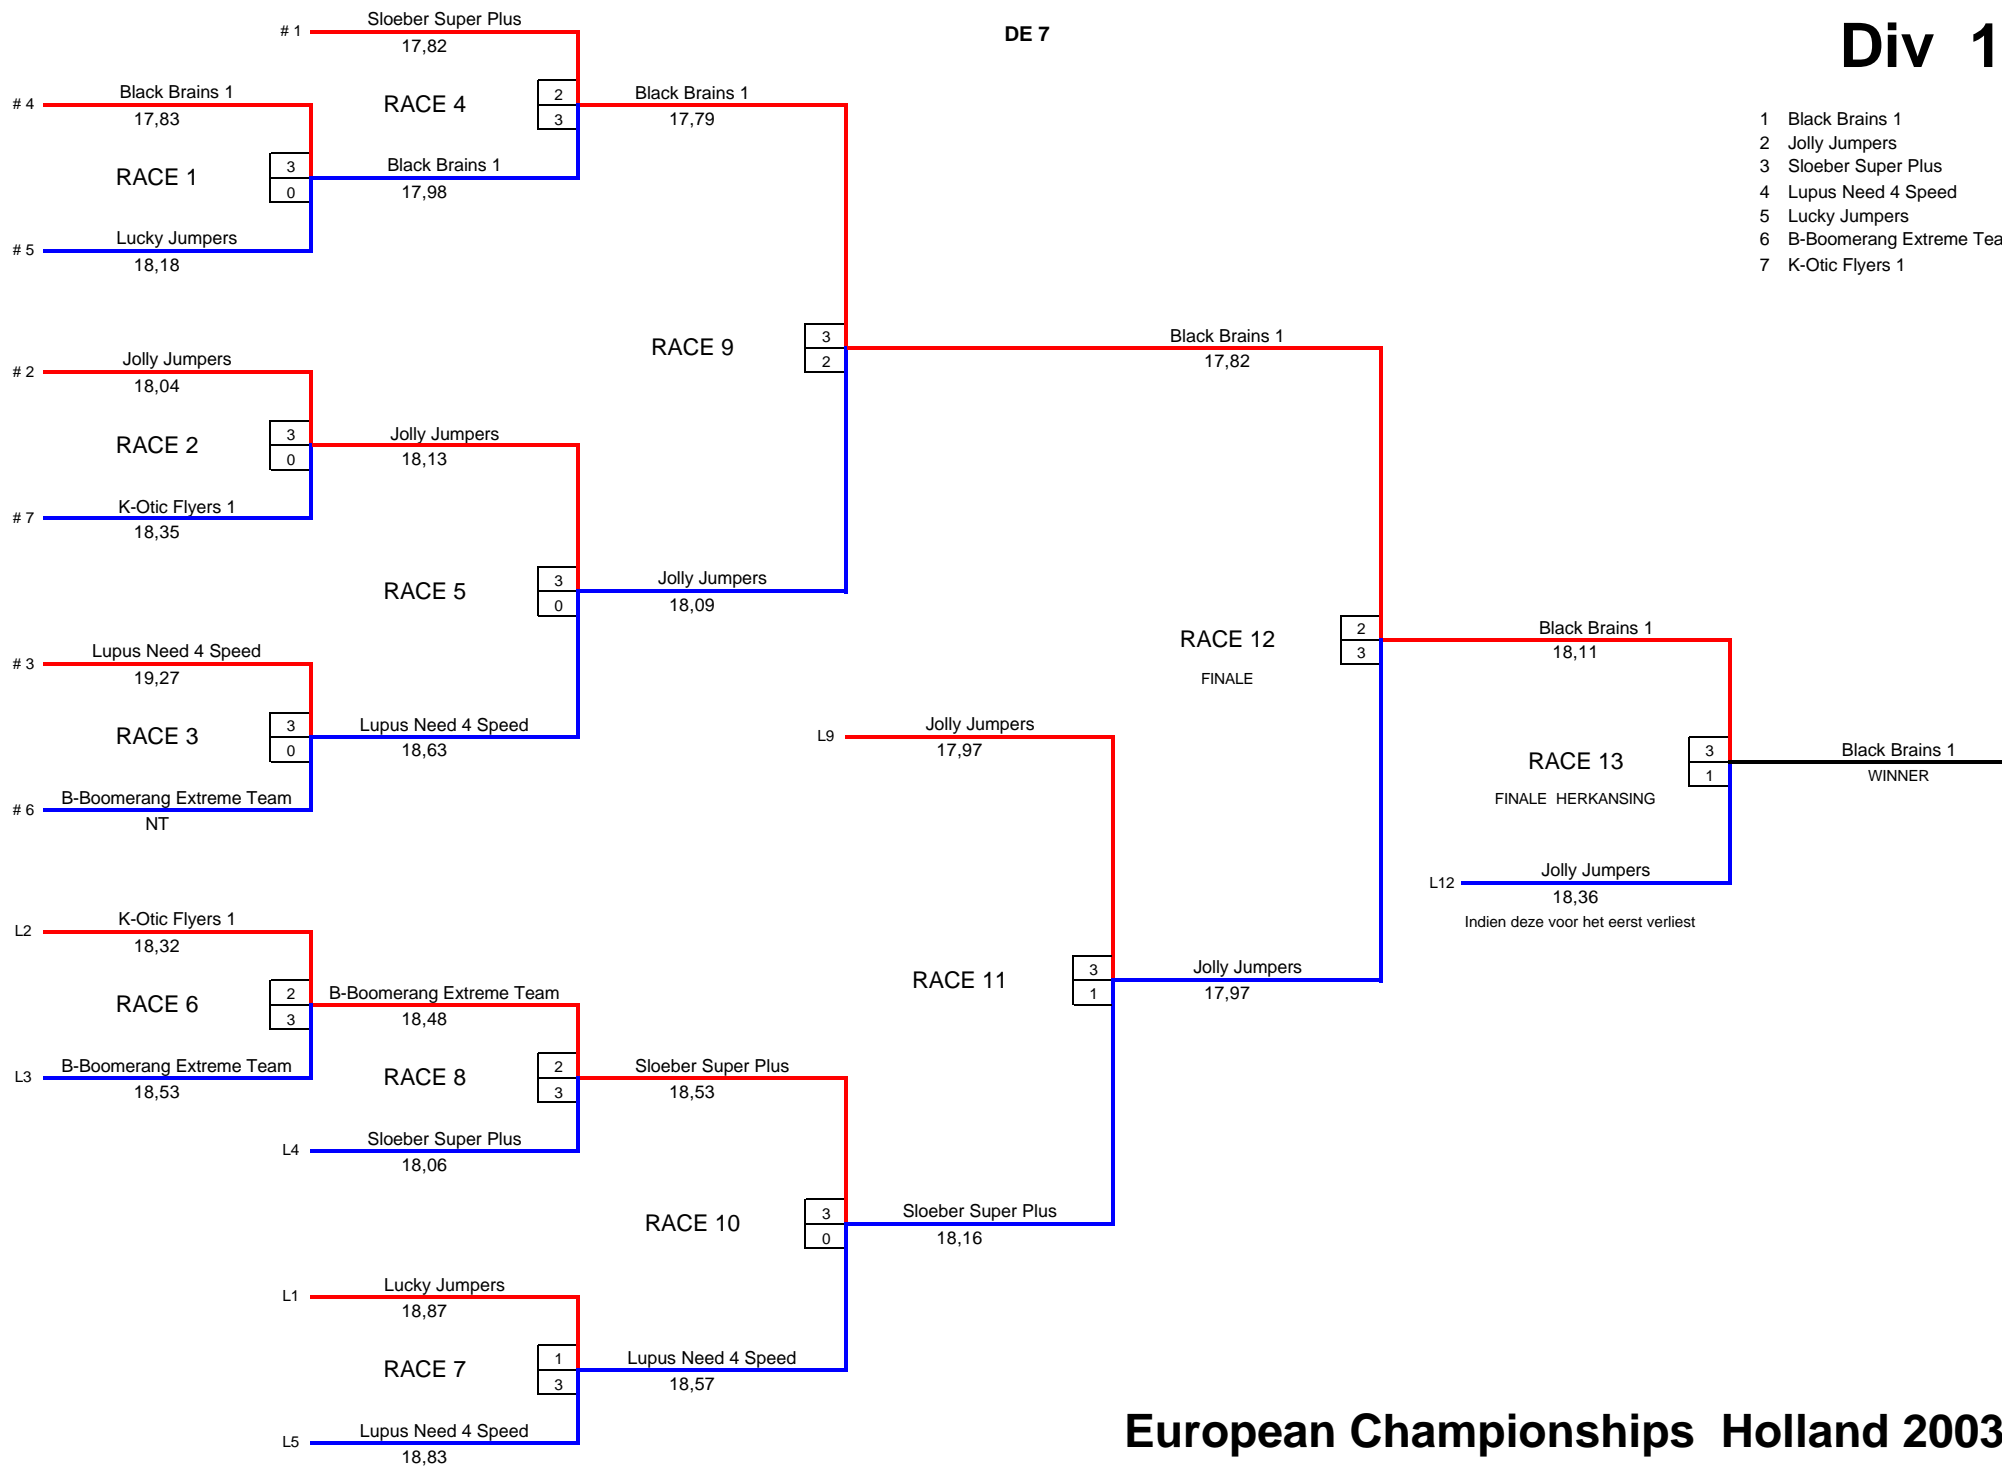 DE 7
Div 1
1 Black Brains 1
2 Jolly Jumpers
3 Sloeber Super Plus
4 Lupus Need 4 Speed
5 Lucky Jumpers
6 B-Boomerang Extreme Tea
7 K-Otic Flyers 1
# 1
Sloeber Super Plus
17,82
# 4
Black Brains 1
17,83
RACE 1
3
0
# 5
Lucky Jumpers
18,18
RACE 4
2
3
Black Brains 1
17,98
Black Brains 1
17,79
# 2
Jolly Jumpers
18,04
RACE 2
3
0
# 7
K-Otic Flyers 1
18,35
Jolly Jumpers
18,13
RACE 5
3
0
# 3
Lupus Need 4 Speed
19,27
RACE 3
3
0
# 6
B-Boomerang Extreme Team
NT
Lupus Need 4 Speed
18,63
Jolly Jumpers
18,09
RACE 9
3
2
Black Brains 1
17,82
RACE 12
2
3
FINALE
Black Brains 1
18,11
RACE 13
3
1
FINALE HERKANSING
Black Brains 1
WINNER
L12
Jolly Jumpers
18,36
Indien deze voor het eerst verliest
L9
Jolly Jumpers
17,97
RACE 11
3
1
Jolly Jumpers
17,97
L2
K-Otic Flyers 1
18,32
RACE 6
2
3
L3
B-Boomerang Extreme Team
18,53
B-Boomerang Extreme Team
18,48
RACE 8
2
3
L4
Sloeber Super Plus
18,06
Sloeber Super Plus
18,53
RACE 10
3
0
Sloeber Super Plus
18,16
L1
Lucky Jumpers
18,87
RACE 7
1
3
L5
Lupus Need 4 Speed
18,83
Lupus Need 4 Speed
18,57
European Championships Holland 2003